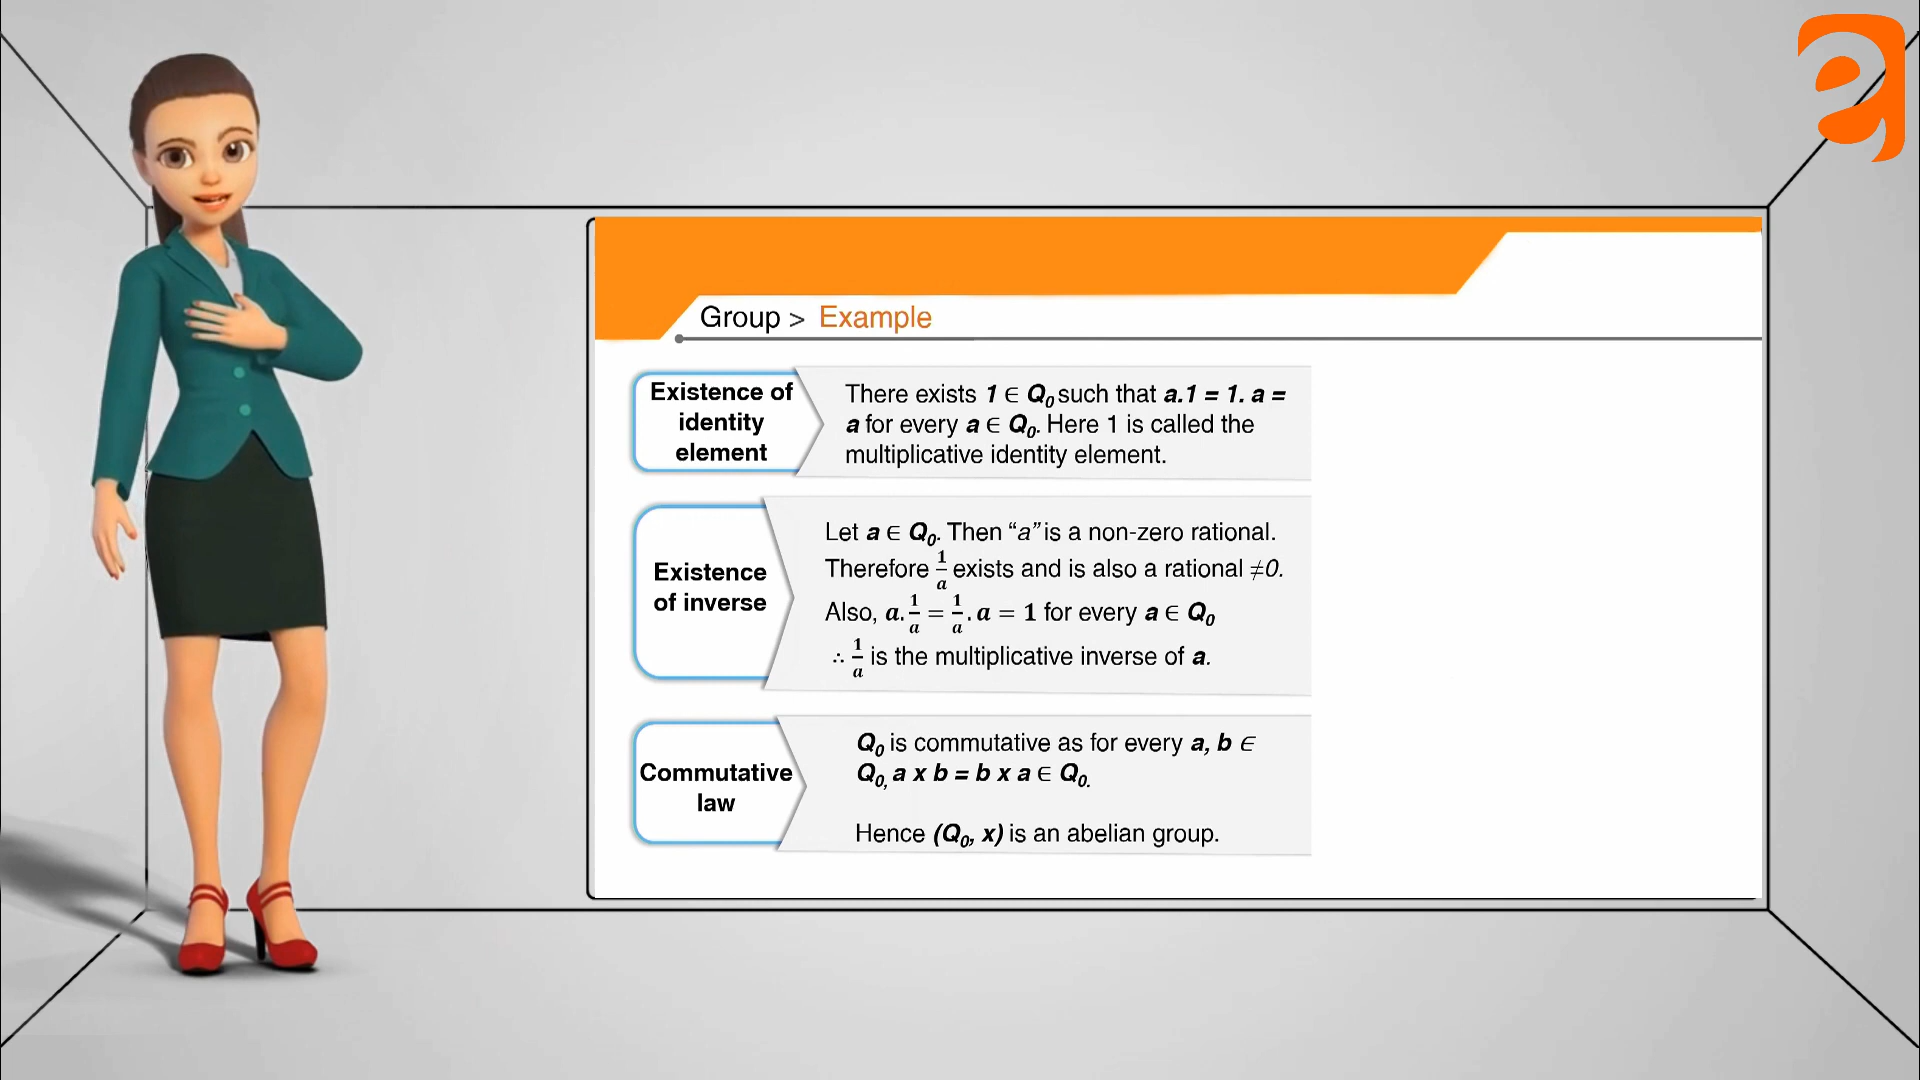 Group > Example
Existence of
identity
element
There exists 1 ∈ Q₀ such that a.1 = 1. a =
a for every a ∈ Q₀. Here 1 is called the
multiplicative identity element.
Existence
of inverse
Let a ∈ Q₀. Then “a” is a non-zero rational.
Therefore 1/a exists and is also a rational ≠0.
Also, a.1/a = 1/a.a = 1 for every a ∈ Q₀
∴ 1/a is the multiplicative inverse of a.
Commutative
law
Q₀ is commutative as for every a, b ∈
Q₀, a x b = b x a ∈ Q₀.
Hence (Q₀, x) is an abelian group.